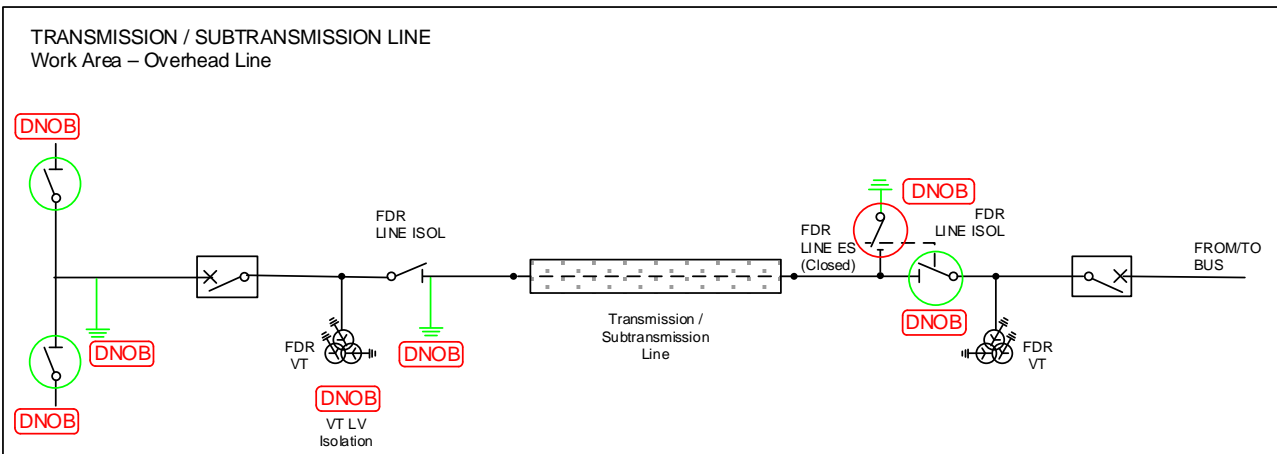 TRANSMISSION / SUBTRANSMISSION LINE
Work Area – Overhead Line
DNOB
DNOB
FDR
LINE ISOL
FDR
LINE ES
(Closed)
FDR
LINE ISOL
FROM/TO
BUS
DNOB
DNOB
DNOB
Transmission /
Subtransmission
Line
FDR
VT
FDR
VT
DNOB
VT LV
Isolation
DNOB